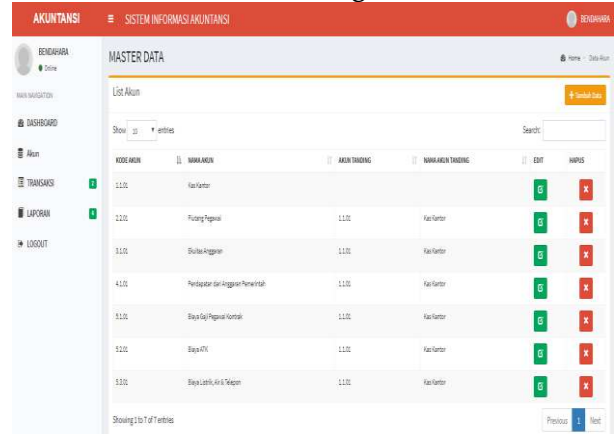 AKUNTANSI
SISTEM INFORMASI AKUNTANSI
BENDAHARA
BENDAHARA
Online
MASTER DATA
Home - Data Akun
MAIN NAVIGATION
List Akun
+ Tambah Data
DASHBOARD
Akun
TRANSAKSI 2
LAPORAN 4
LOGOUT
Show 10 entries
Search:
KODE AKUN NAMA AKUN AKUN TANDING NAMA AKUN TANDING EDIT HAPUS
1.1.01 Kas Kantor
2.2.01 Piutang Pegawai 1.1.01 Kas Kantor
3.1.01 Ekuitas Anggaran 1.1.01 Kas Kantor
4.1.01 Pendapatan dari Anggaran Pemerintah 1.1.01 Kas Kantor
5.1.01 Biaya Gaji Pegawai Kontrak 1.1.01 Kas Kantor
5.2.01 Biaya ATK 1.1.01 Kas Kantor
5.3.01 Biaya Listrik, Air & Telepon 1.1.01 Kas Kantor
Showing 1 to 7 of 7 entries
Previous 1 Next